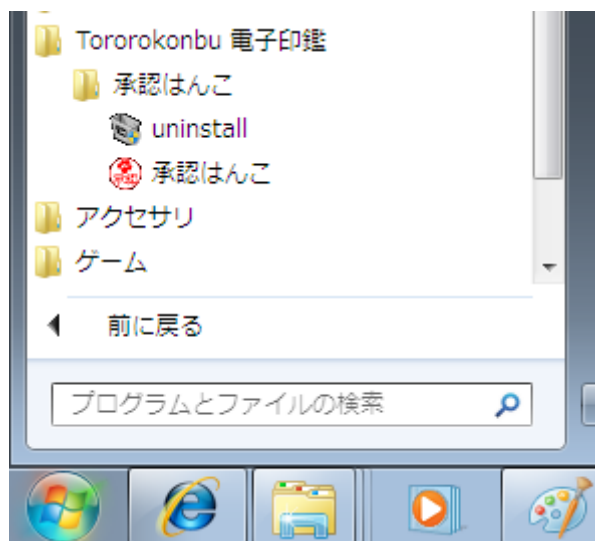 Tororokonbu 電子印鑑
承認はんこ
uninstall
承認はんこ
アクセサリ
ゲーム
前に戻る
プログラムとファイルの検索